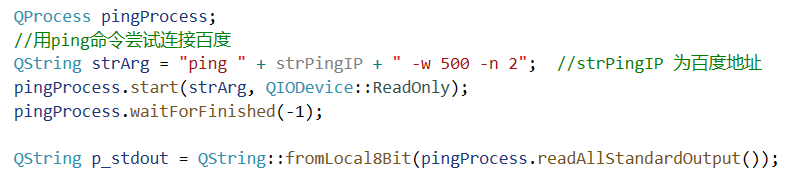 QProcess pingProcess;
//用ping命令尝试连接百度
QString strArg = "ping " + strPingIP + " -w 500 -n 2";  //strPingIP 为百度地址
pingProcess.start(strArg, QIODevice::ReadOnly);
pingProcess.waitForFinished(-1);
QString p_stdout = QString::fromLocal8Bit(pingProcess.readAllStandardOutput());